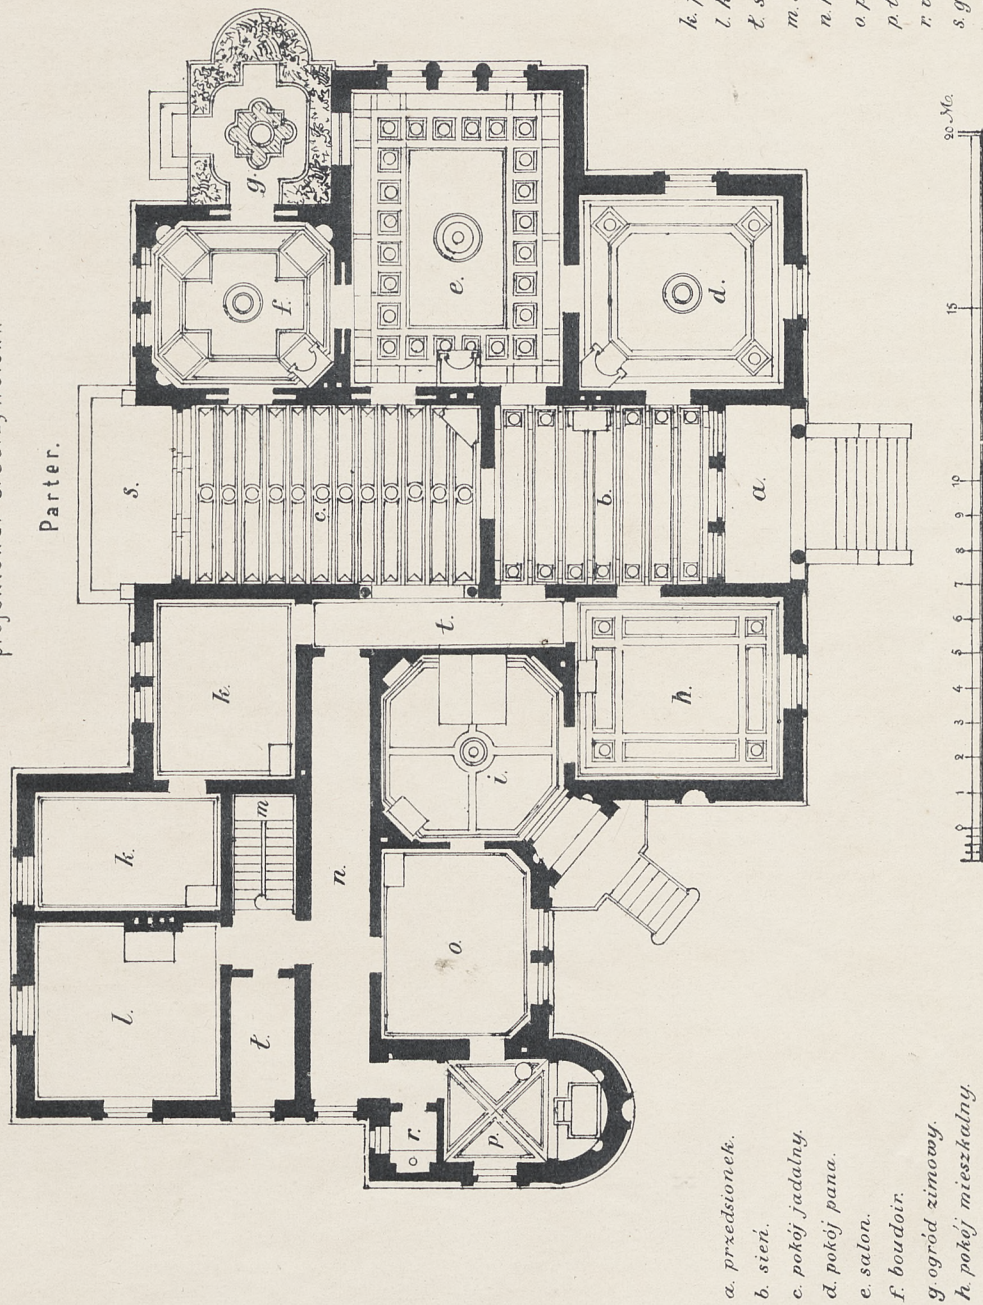 Parter.
s.
c.
b.
a.
f.
g.
e.
d.
k.
k.
l.
m
ł.
n.
t.
i.
h.
o.
p.
r.
a. przedsionek.
b. sień.
c. pokój jadalny.
d. pokój pana.
e. salon.
f. boudoir.
g. ogród zimowy.
h. pokój mieszkalny.
k.
l.
ł.
m.
n.
o.
p.
r.
s.
0 1 2 3 4 5 6 7 8 9 10 15 20 Me.